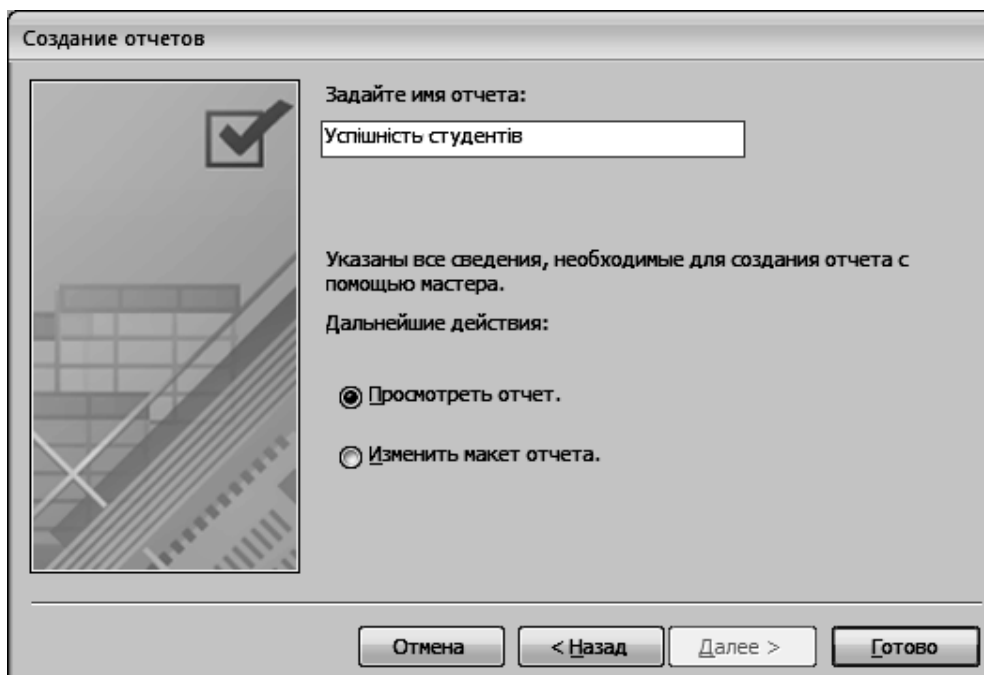 Создание отчетов
Задайте имя отчета:
Успішність студентів
Указаны все сведения, необходимые для создания отчета с
помощью мастера.
Дальнейшие действия:
Просмотреть отчет.
Изменить макет отчета.
Отмена
< Назад
Далее >
Готово